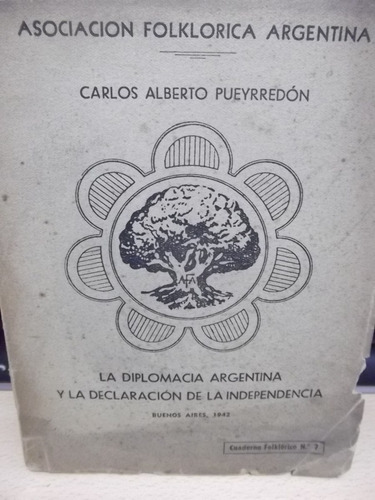 ASOCIACION FOLKLORICA ARGENTINA
CARLOS ALBERTO PUEYRREDÓN
AFA
LA DIPLOMACIA ARGENTINA
Y LA DECLARACIÓN DE LA INDEPENDENCIA
BUENOS AIRES, 1942
Cuaderno Folklórico N.º